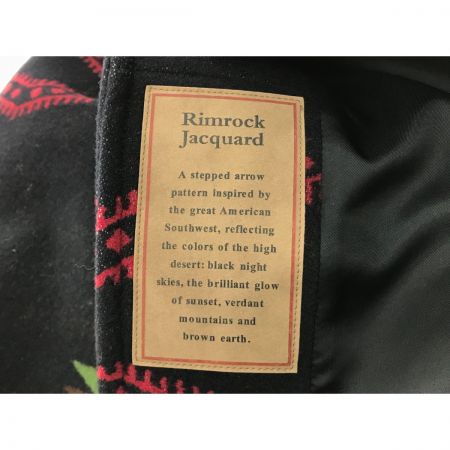 Rimrock
Jacquard
A stepped arrow
pattern inspired by
the great American
Southwest, reflecting
the colors of the high
desert: black night
skies, the brilliant glow
of sunset, verdant
mountains and
brown earth.